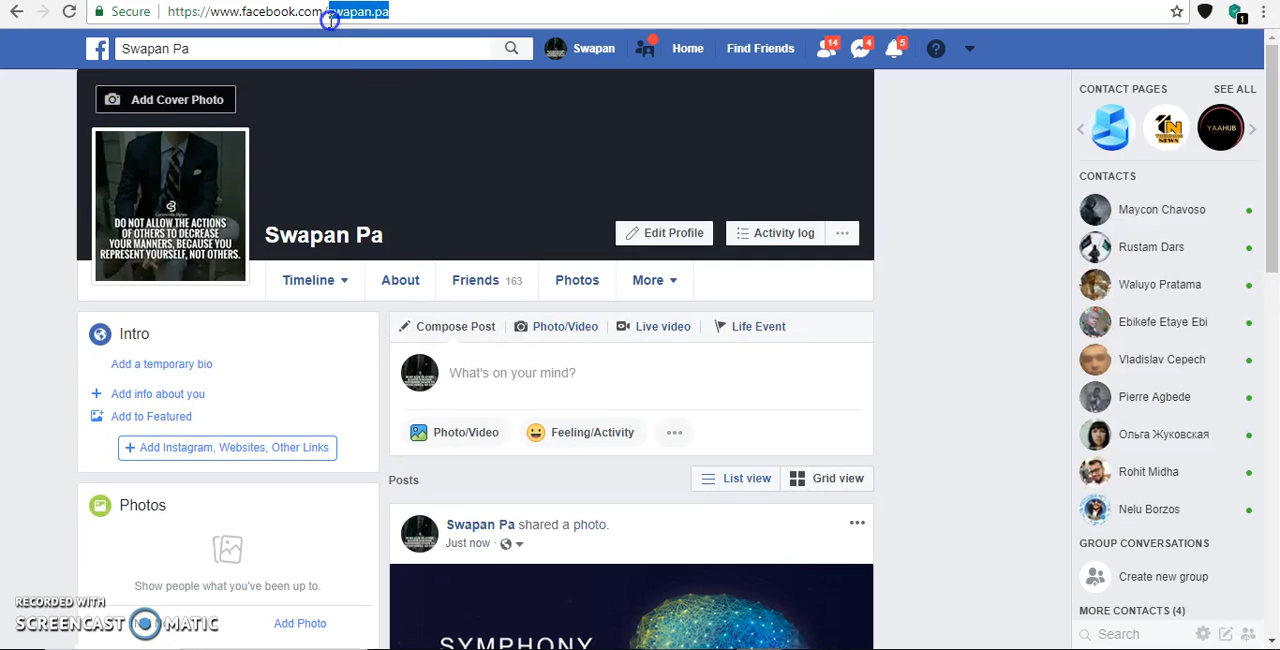 Secure https://www.facebook.com/swapan.pa
1
f Swapan Pa Swapan Home Find Friends 14 4 5 ?
Add Cover Photo
DO NOT ALLOW THE ACTIONS
OF OTHERS TO DECREASE
YOUR MANNERS, BECAUSE YOU
REPRESENT YOURSELF, NOT OTHERS.
Swapan Pa
Edit Profile Activity log ...
Timeline About Friends 163 Photos More
Intro
Add a temporary bio
+ Add info about you
Add to Featured
+ Add Instagram, Websites, Other Links
Photos
Show people what you've been up to.
Add Photo
RECORDED WITH
SCREENCAST MATIC
Compose Post Photo/Video Live video Life Event
What's on your mind?
Photo/Video Feeling/Activity ...
Posts List view Grid view
Swapan Pa shared a photo. ...
Just now ·
SYMPHONY
CONTACT PAGES SEE ALL
NEWS
YAAHUB
CONTACTS
Maycon Chavoso
Rustam Dars
Waluyo Pratama
Ebikefe Etaye Ebi
Vladislav Cepech
Pierre Agbede
Ольга Жуковская
Rohit Midha
Nelu Borzos
GROUP CONVERSATIONS
Create new group
MORE CONTACTS (4)
Search